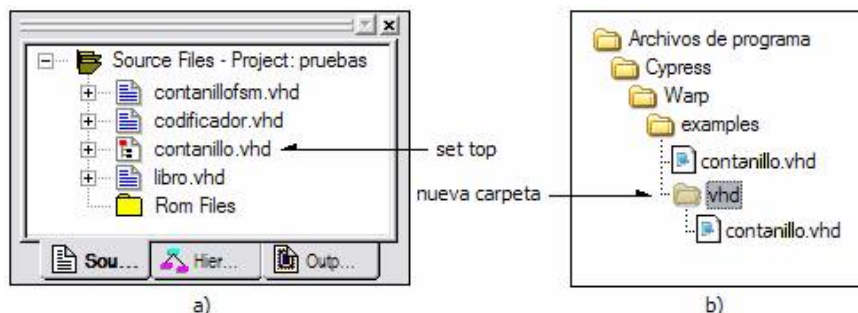 Source Files - Project: pruebas
contanillofsm.vhd
codificador.vhd
contanillo.vhd
libro.vhd
Rom Files
Sou...
Hier...
Outp...
a)
set top
nueva carpeta
Archivos de programa
Cypress
Warp
examples
contanillo.vhd
vhd
contanillo.vhd
b)